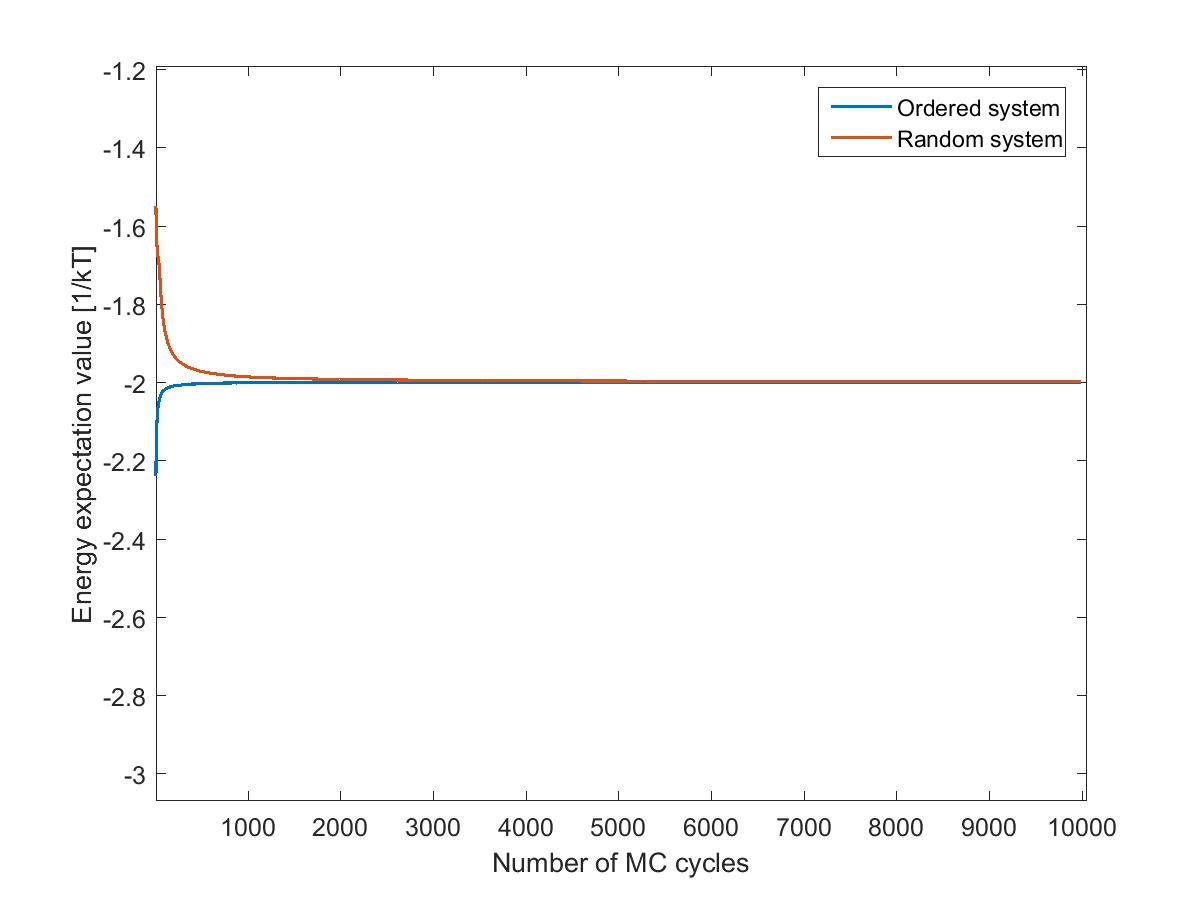 -1.2
-1.4
-1.6
-1.8
-2
-2.2
-2.4
-2.6
-2.8
-3
Energy expectation value [1/kT]
Ordered system
Random system
1000 2000 3000 4000 5000 6000 7000 8000 9000 10000
Number of MC cycles